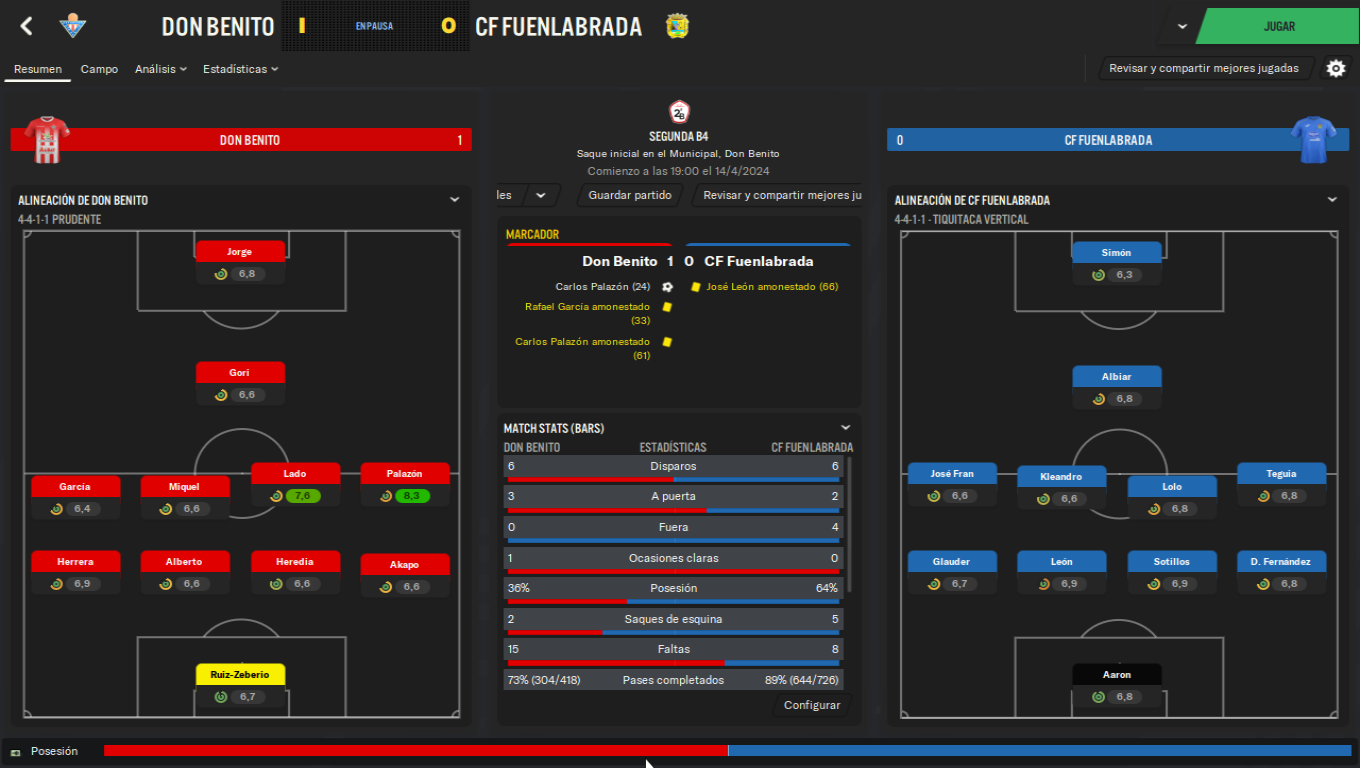 DON BENITO
1
EN PAUSA
0
CF FUENLABRADA
JUGAR
Resumen
Campo
Análisis
Estadísticas
Revisar y compartir mejores jugadas
DON BENITO
1
2ªB
SEGUNDA B4
Saque inicial en el Municipal, Don Benito
Comienzo a las 19:00 el 14/4/2024
les
Guardar partido
Revisar y compartir mejores ju
0
CF FUENLABRADA
ALINEACIÓN DE DON BENITO
4-4-1-1 PRUDENTE
Jorge
6,8
Gori
6,6
García
6,4
Miquel
6,6
Lado
7,6
Palazón
8,3
Herrera
6,9
Alberto
6,6
Heredia
6,6
Akapo
6,6
Ruiz-Zeberio
6,7
MARCADOR
Don Benito 1 0 CF Fuenlabrada
Carlos Palazón (24)
José León amonestado (66)
Rafael García amonestado
(33)
Carlos Palazón amonestado
(61)
MATCH STATS (BARS)
DON BENITO ESTADÍSTICAS CF FUENLABRADA
6 Disparos 6
3 A puerta 2
0 Fuera 4
1 Ocasiones claras 0
36% Posesión 64%
2 Saques de esquina 5
15 Faltas 8
73% (304/418) Pases completados 89% (644/726)
Configurar
ALINEACIÓN DE CF FUENLABRADA
4-4-1-1 - TIQUITACA VERTICAL
Simón
6,3
Albiar
6,8
José Fran
6,6
Kleandro
6,6
Lolo
6,8
Teguia
6,8
Glauder
6,7
León
6,9
Sotillos
6,9
D. Fernández
6,8
Aaron
6,8
Posesión